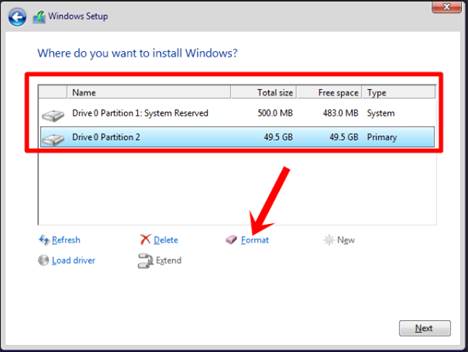 Windows Setup
Where do you want to install Windows?
Name Total size Free space Type
Drive 0 Partition 1: System Reserved 500.0 MB 483.0 MB System
Drive 0 Partition 2 49.5 GB 49.5 GB Primary
Refresh Delete Format New
Load driver Extend
Next